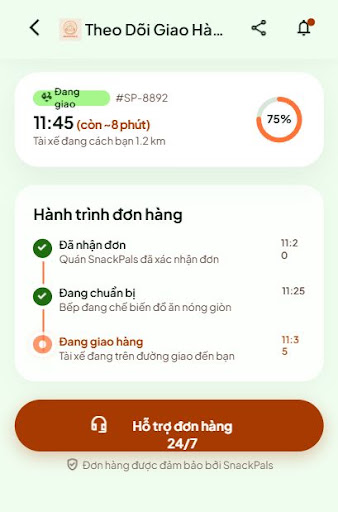 Theo Dõi Giao Hà...
Đang
giao
#SP-8892
11:45 (còn ~8 phút)
Tài xế đang cách bạn 1.2 km
75%
Hành trình đơn hàng
Đã nhận đơn
11:2
0
Quán SnackPals đã xác nhận đơn
Đang chuẩn bị
11:25
Bếp đang chế biến đồ ăn nóng giòn
Đang giao hàng
11:3
5
Tài xế đang trên đường giao đến bạn
Hỗ trợ đơn hàng
24/7
Đơn hàng được đảm bảo bởi SnackPals